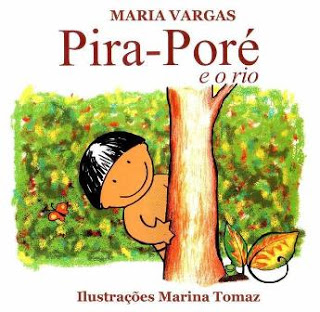 MARIA VARGAS
Pira-Poré
e o rio
Ilustrações Marina Tomaz